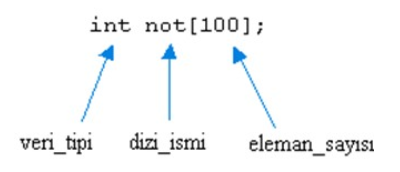 int not[100];
veri_tipi dizi_ismi eleman_sayısı